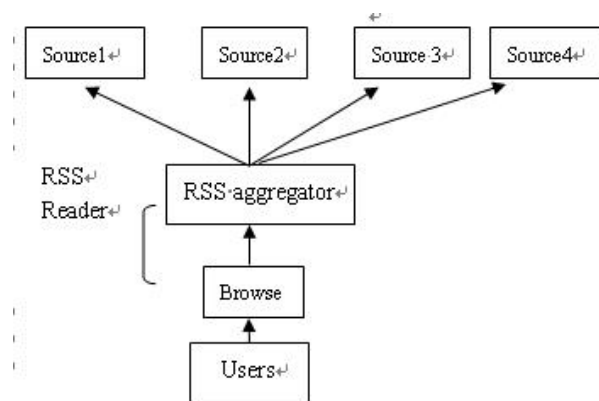 Source1
Source2
Source 3
Source4
RSS
Reader
RSS aggregator
Browse
Users